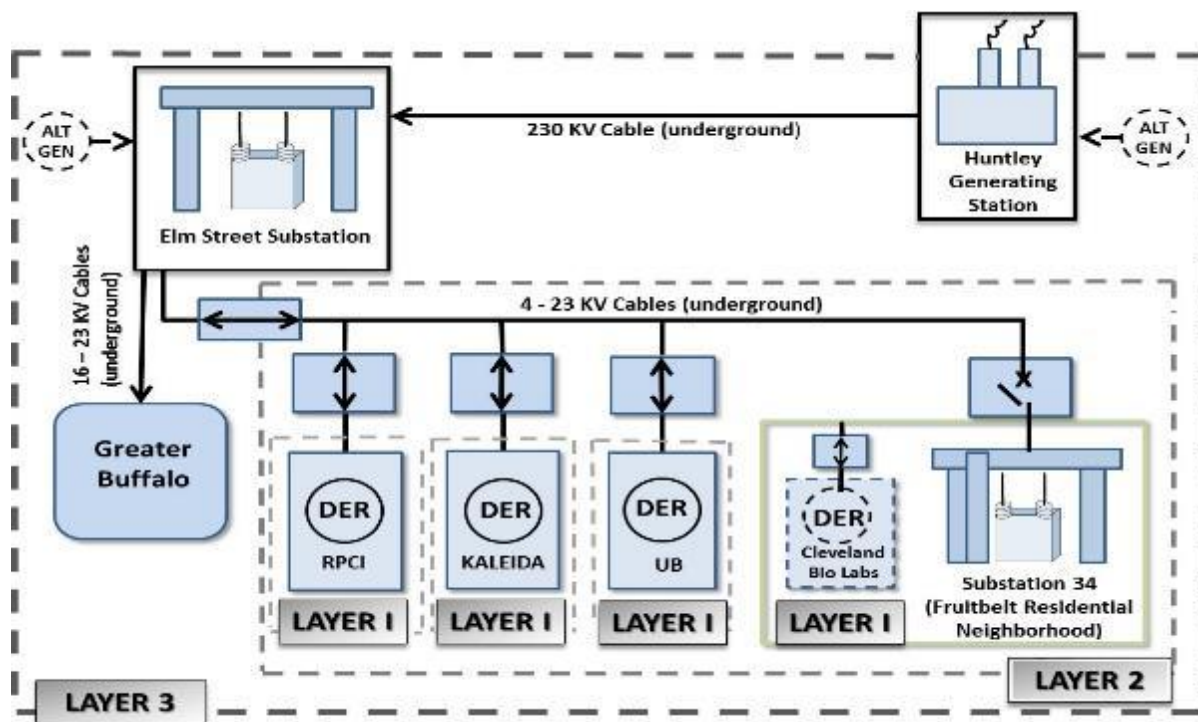 ALT
GEN
Elm Street Substation
230 KV Cable (underground)
Huntley
Generating
Station
ALT
GEN
16 – 23 KV Cables
(underground)
4 - 23 KV Cables (underground)
Greater
Buffalo
DER
RPCI
LAYER I
DER
KALEIDA
LAYER I
DER
UB
LAYER I
DER
Cleveland
Bio Labs
LAYER I
Substation 34
(Fruitbelt Residential
Neighborhood)
LAYER 2
LAYER 3